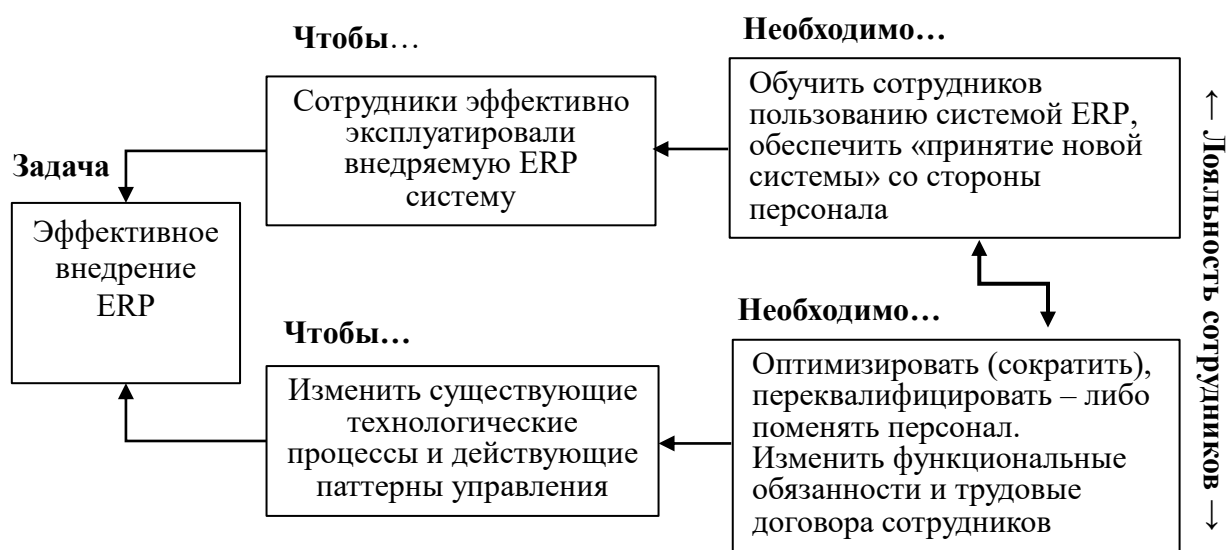 Чтобы…
Необходимо…
Сотрудники эффективно
эксплуатировали
внедряемую ERP
систему
Обучить сотрудников
пользованию системой ERP,
обеспечить «принятие новой
системы» со стороны
персонала
Задача
Эффективное
внедрение
ERP
Чтобы…
Необходимо…
Изменить существующие
технологические
процессы и действующие
паттерны управления
Оптимизировать (сократить),
переквалифицировать – либо
поменять персонал.
Изменить функциональные
обязанности и трудовые
договора сотрудников
← Лояльность сотрудников →